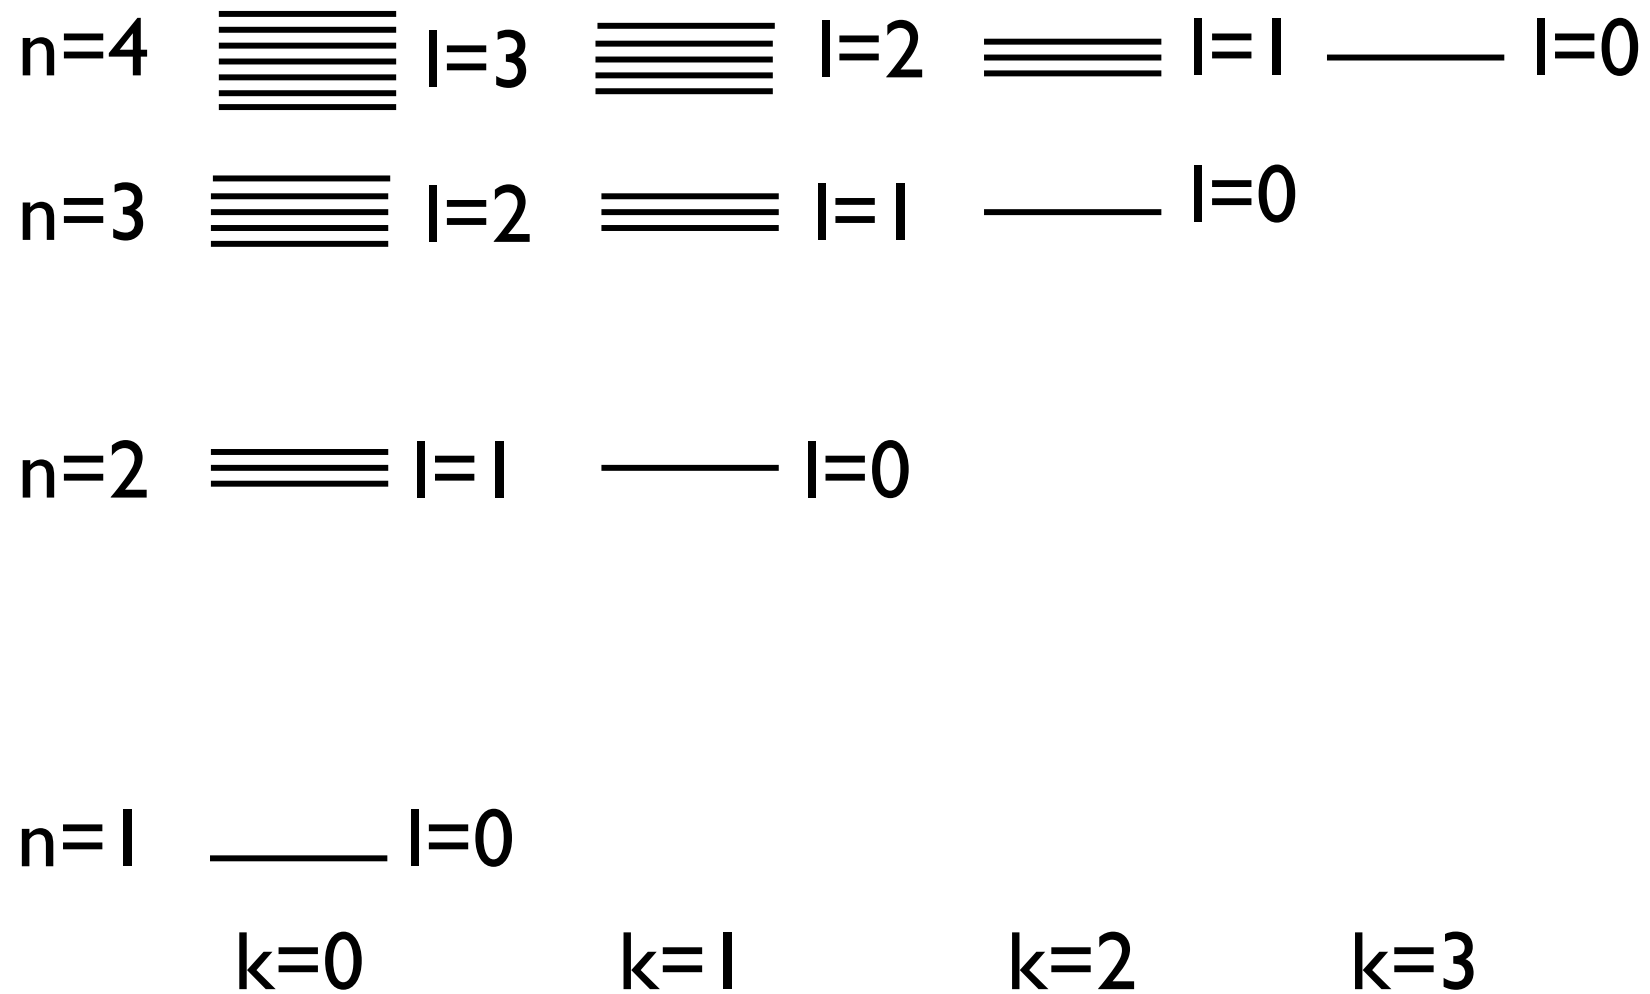 n=4 l=3 l=2 l=1 l=0
n=3 l=2 l=1 l=0
n=2 l=1 l=0
n=1 l=0
k=0 k=1 k=2 k=3